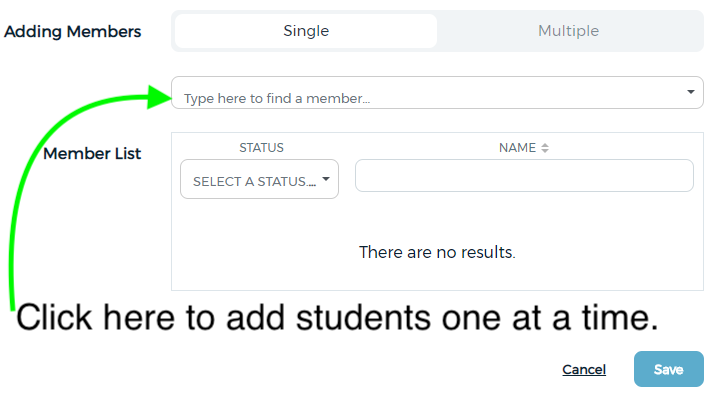 Adding Members Single Multiple
Type here to find a member...
Member List
STATUS NAME
SELECT A STATUS....
There are no results.
Click here to add students one at a time.
Cancel Save